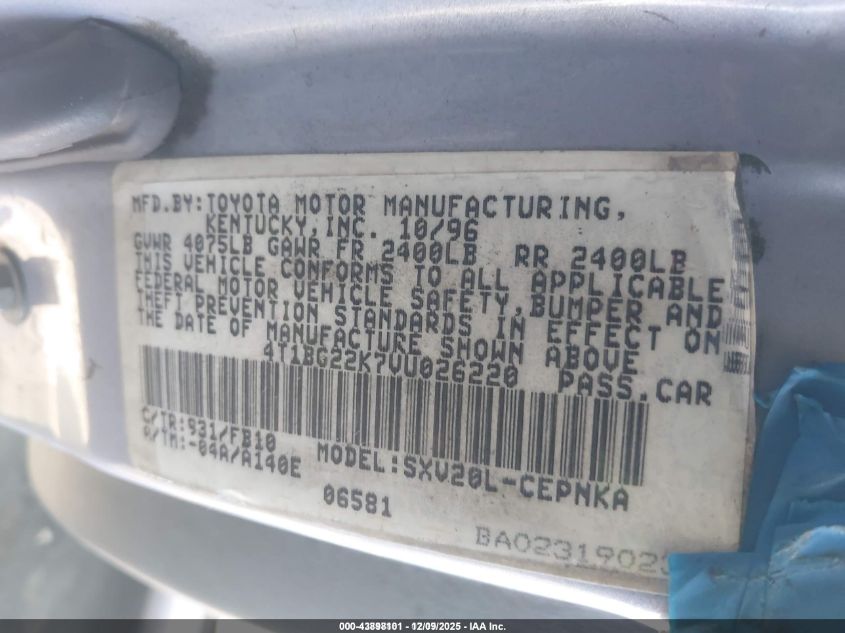 MFD.BY:TOYOTA MOTOR MANUFACTURING,
KENTUCKY,INC. 10/96
GVWR 4075LB GAWR FR 2400LB RR 2400LB
THIS VEHICLE CONFORMS TO ALL APPLICABLE
FEDERAL MOTOR VEHICLE SAFETY,BUMPER AND
THEFT PREVENTION STANDARDS IN EFFECT ON
THE DATE OF MANUFACTURE SHOWN ABOVE
4T1BG22K7VU026220 PASS.CAR
C/TR:931/FB10
A/TM:-04A/A140E
MODEL:SXV20L-CEPNKA
06581
BA0231902
000-43898101 - 12/09/2025 - IAA Inc.